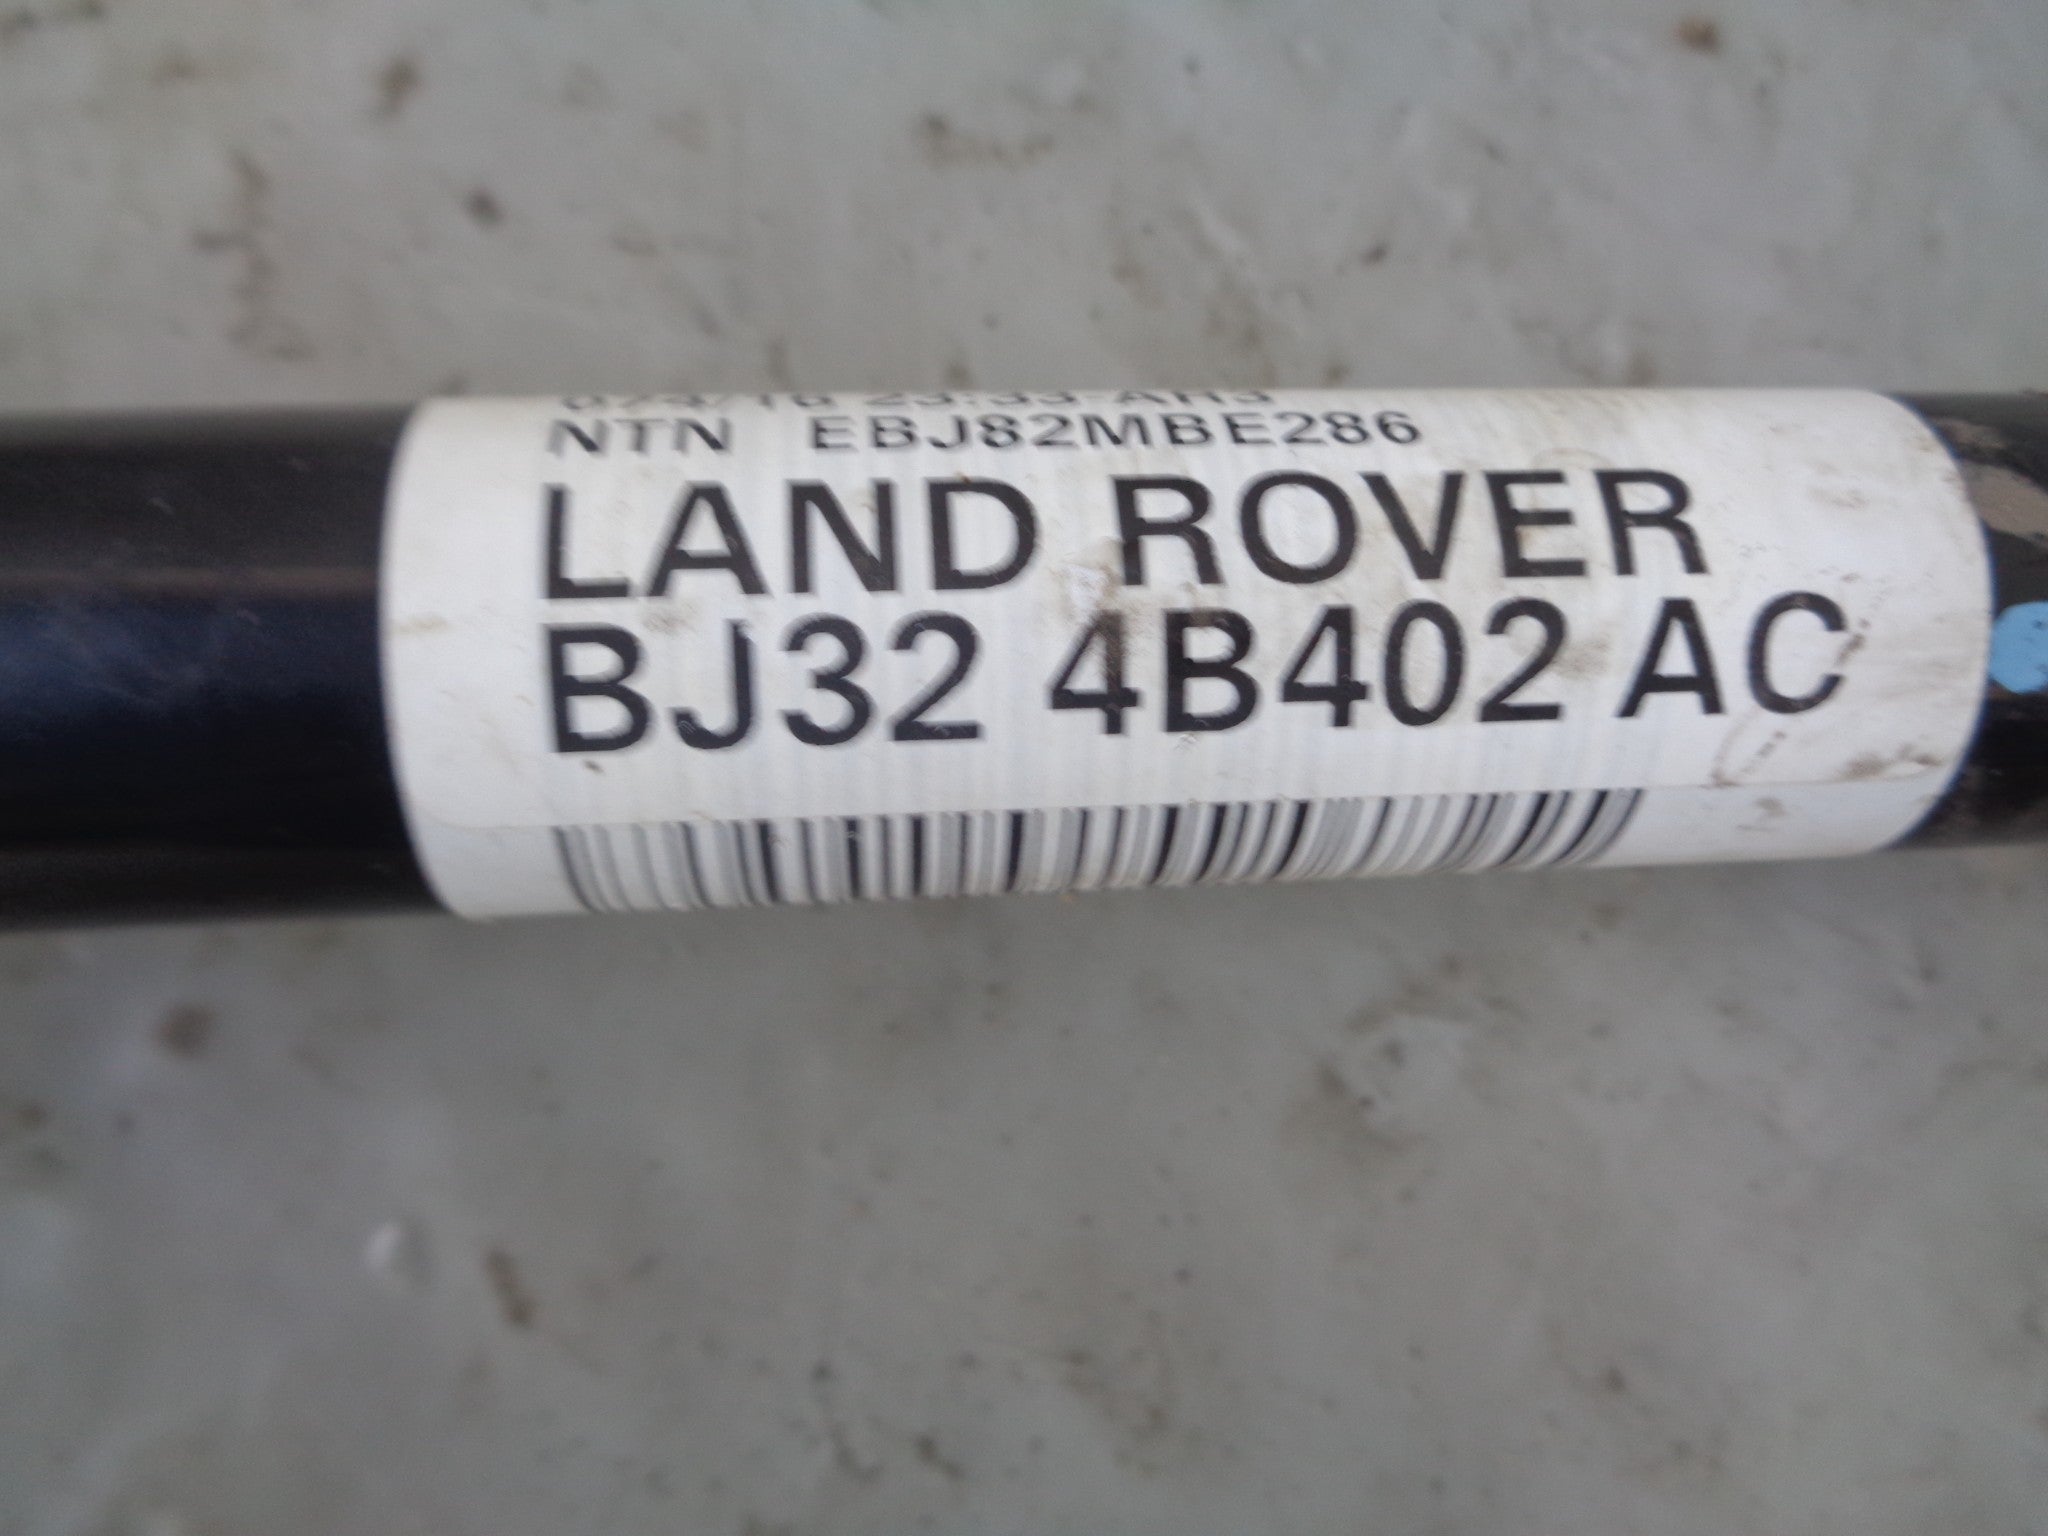 NTN EBJ82MBE286
LAND ROVER
BJ32 4B402 AC